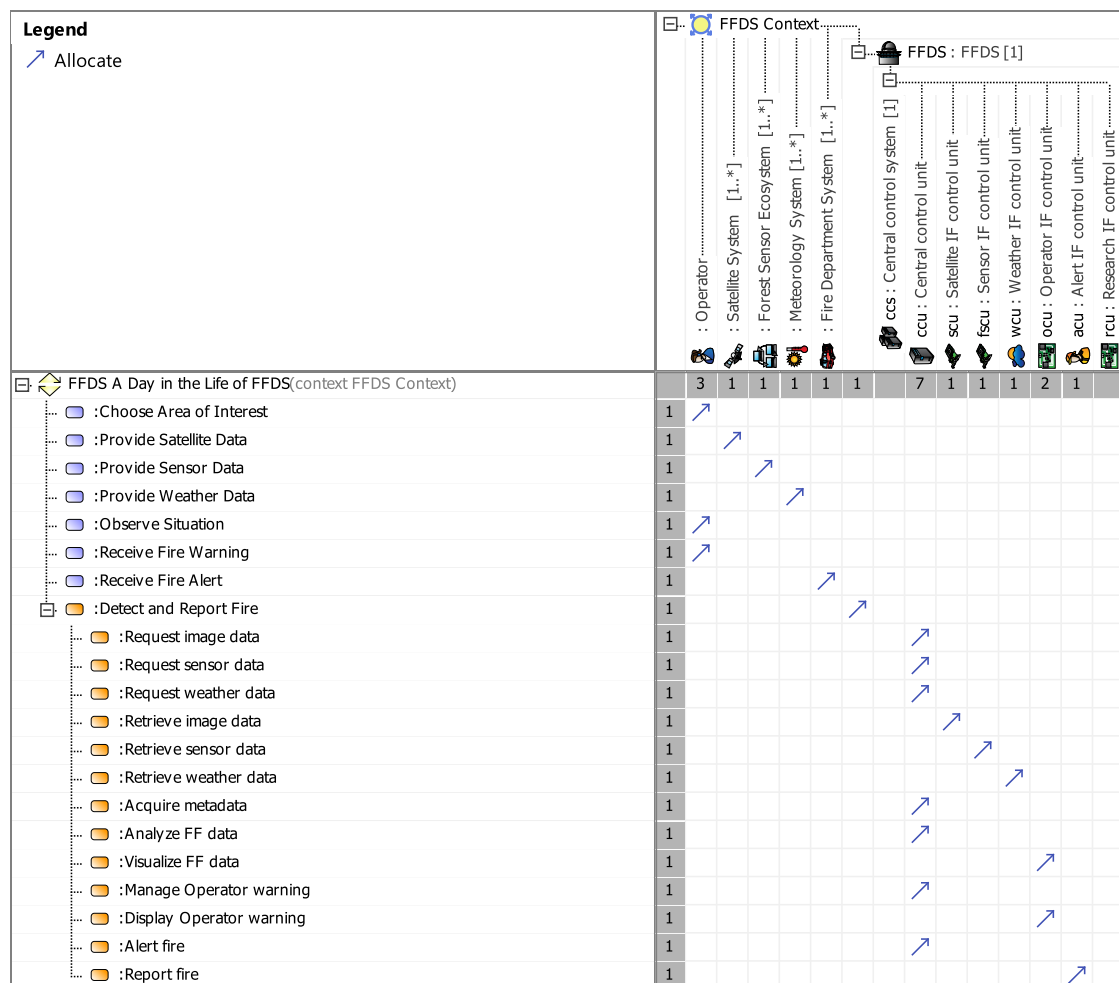 Legend
Allocate
FFDS Context
FFDS : FFDS [1]
: Operator
: Satellite System [1..*]
: Forest Sensor Ecosystem [1..*]
: Meteorology System [1..*]
: Fire Department System [1..*]
ccs : Central control system [1]
ccu : Central control unit
scu : Satellite IF control unit
fscu : Sensor IF control unit
wcu : Weather IF control unit
ocu : Operator IF control unit
acu : Alert IF control unit
rcu : Research IF control unit
FFDS A Day in the Life of FFDS(context FFDS Context) 3 1 1 1 1 1 7 1 1 1 2 1
:Choose Area of Interest 1
:Provide Satellite Data 1
:Provide Sensor Data 1
:Provide Weather Data 1
:Observe Situation 1
:Receive Fire Warning 1
:Receive Fire Alert 1
:Detect and Report Fire 1
:Request image data 1
:Request sensor data 1
:Request weather data 1
:Retrieve image data 1
:Retrieve sensor data 1
:Retrieve weather data 1
:Acquire metadata 1
:Analyze FF data 1
:Visualize FF data 1
:Manage Operator warning 1
:Display Operator warning 1
:Alert fire 1
:Report fire 1